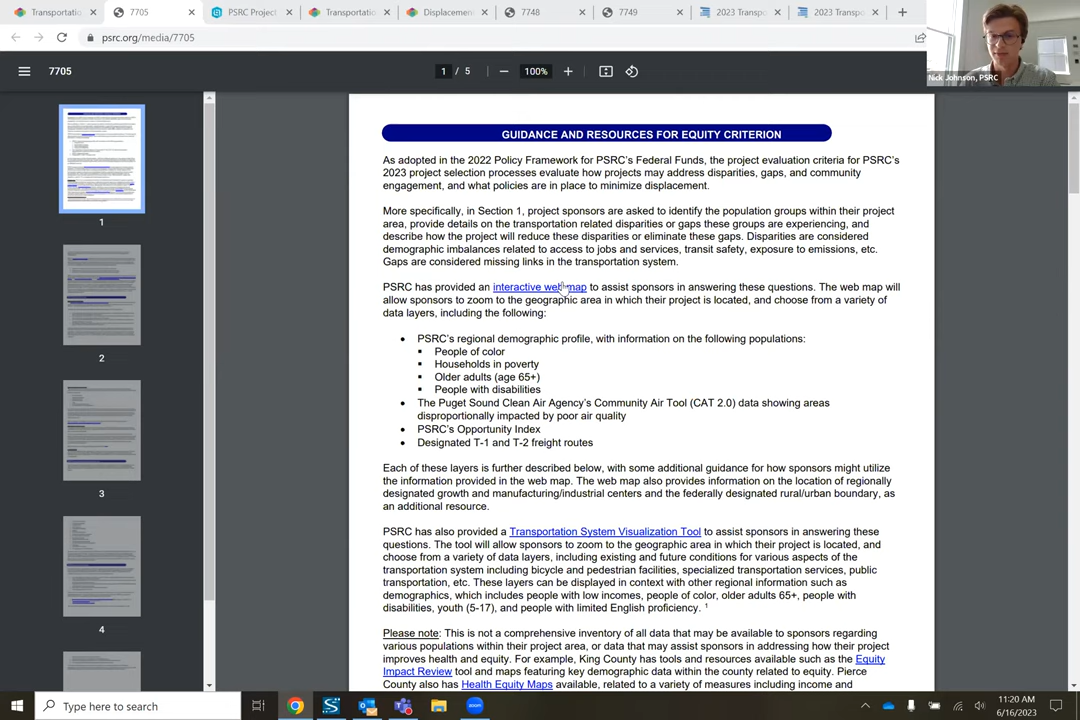 Transportatio
7705
PSRC Project
Transportatio
Displacemen
7748
7749
2023 Transpo
2023 Transpo
psrc.org/media/7705
Nick Johnson, PSRC
7705
1 / 5
100%
1
2
3
4
GUIDANCE AND RESOURCES FOR EQUITY CRITERION
As adopted in the 2022 Policy Framework for PSRC's Federal Funds, the project evaluation criteria for PSRC's
2023 project selection processes evaluate how projects may address disparities, gaps, and community
engagement, and what policies are in place to minimize displacement.
More specifically, in Section 1, project sponsors are asked to identify the population groups within their project
area, provide details on the transportation related disparities or gaps these groups are experiencing, and
describe how the project will reduce these disparities or eliminate these gaps. Disparities are considered
demographic imbalances related to access to jobs and services, transit safety, exposure to emissions, etc.
Gaps are considered missing links in the transportation system.
PSRC has provided an interactive web map to assist sponsors in answering these questions. The web map will
allow sponsors to zoom to the geographic area in which their project is located, and choose from a variety of
data layers, including the following:
• PSRC's regional demographic profile, with information on the following populations:
▪ People of color
▪ Households in poverty
▪ Older adults (age 65+)
▪ People with disabilities
• The Puget Sound Clean Air Agency's Community Air Tool (CAT 2.0) data showing areas
disproportionally impacted by poor air quality
• PSRC's Opportunity Index
• Designated T-1 and T-2 freight routes
Each of these layers is further described below, with some additional guidance for how sponsors might utilize
the information provided in the web map. The web map also provides information on the location of regionally
designated growth and manufacturing/industrial centers and the federally designated rural/urban boundary, as
an additional resource.
PSRC has also provided a Transportation System Visualization Tool to assist sponsors in answering these
questions. The tool will allow sponsors to zoom to the geographic area in which their project is located, and
choose from a variety of data layers, including existing and future conditions for various aspects of the
transportation system including bicycle and pedestrian facilities, specialized transportation services, public
transportation, etc. These layers can be displayed in context with other regional information such as
demographics, which includes people with low incomes, people of color, older adults 65+, people with
disabilities, youth (5-17), and people with limited English proficiency. 1
Please note: This is not a comprehensive inventory of all data that may be available to sponsors regarding
various populations within their project area, or data that may assist sponsors in addressing how their project
improves health and equity. For example, King County has tools and resources available such as the Equity
Impact Review tool and maps featuring key demographic data within the county related to equity. Pierce
County also has Health Equity Maps available, related to a variety of measures including income and
Type here to search
11:20 AM
6/16/2023